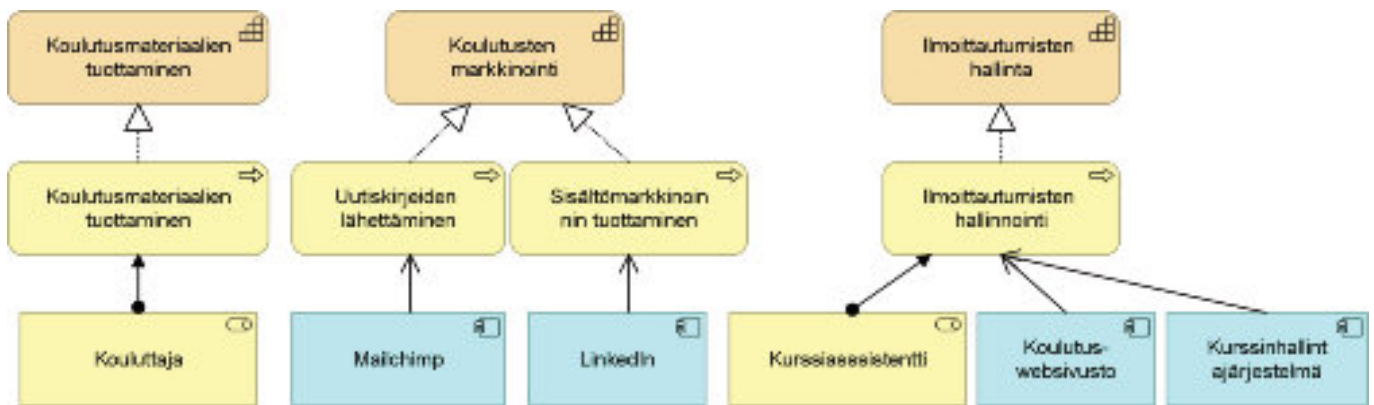 Koulutusmateriaalien
tuottaminen
Koulutusten
markkinointi
Ilmoittautumisten
hallinta
Koulutusmateriaalien
tuottaminen
Uutiskirjeiden
lähettäminen
Sisältömarkkinoin
nin tuottaminen
Ilmoittautumisten
hallinnointi
Kouluttaja
Mailchimp
LinkedIn
Kurssiassistentti
Koulutus-
websivusto
Kurssinhallint
ajärjestelmä